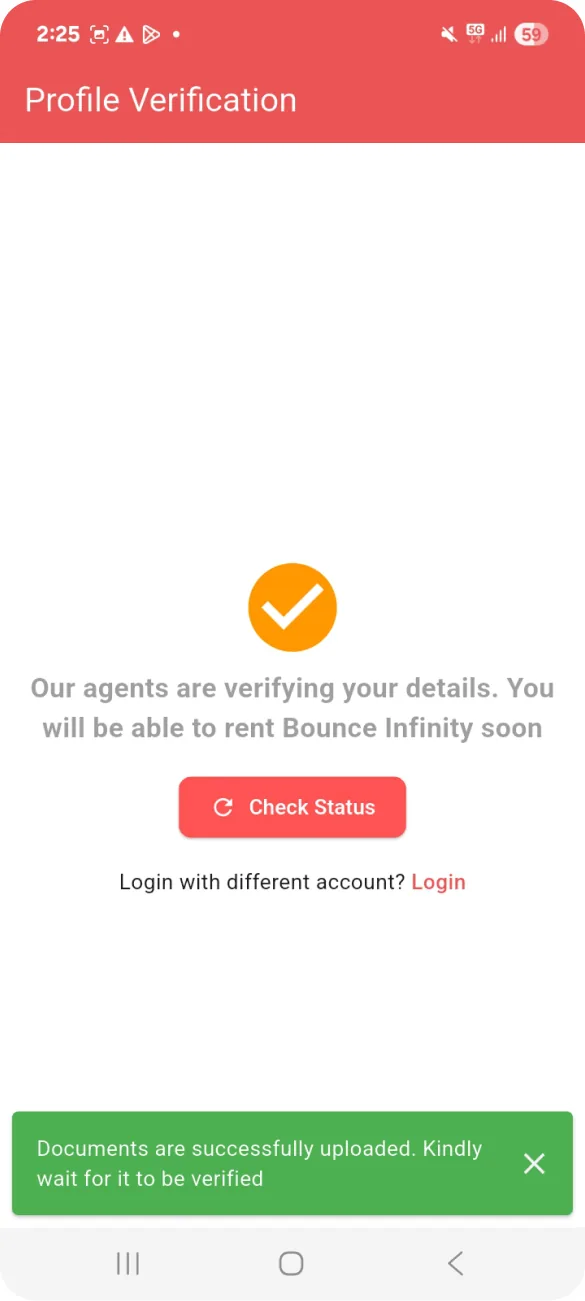 2:25
5G
59
Profile Verification
Our agents are verifying your details. You
will be able to rent Bounce Infinity soon
Check Status
Login with different account? Login
Documents are successfully uploaded. Kindly
wait for it to be verified